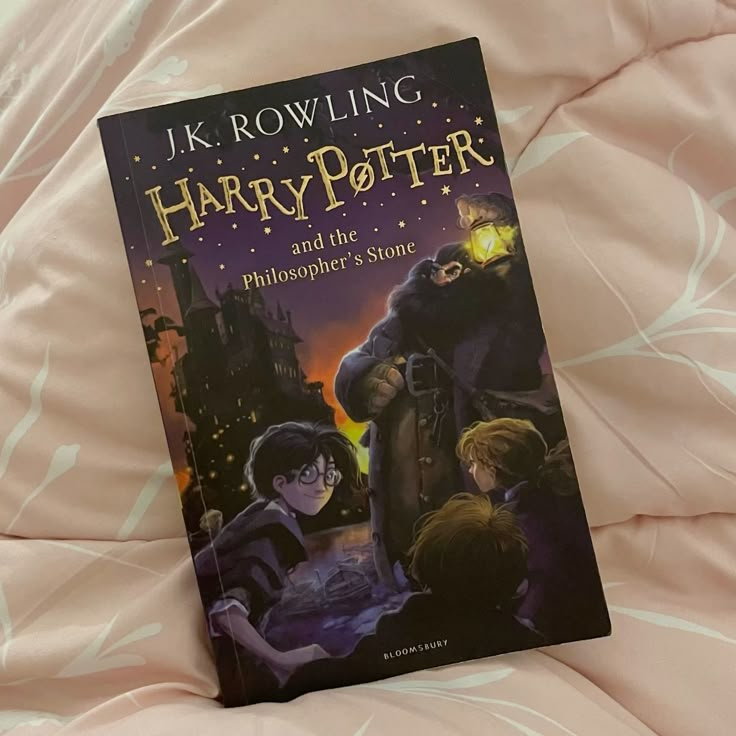 J.K. ROWLING
HARRY POTTER
and the
Philosopher's Stone
BLOOMSBURY